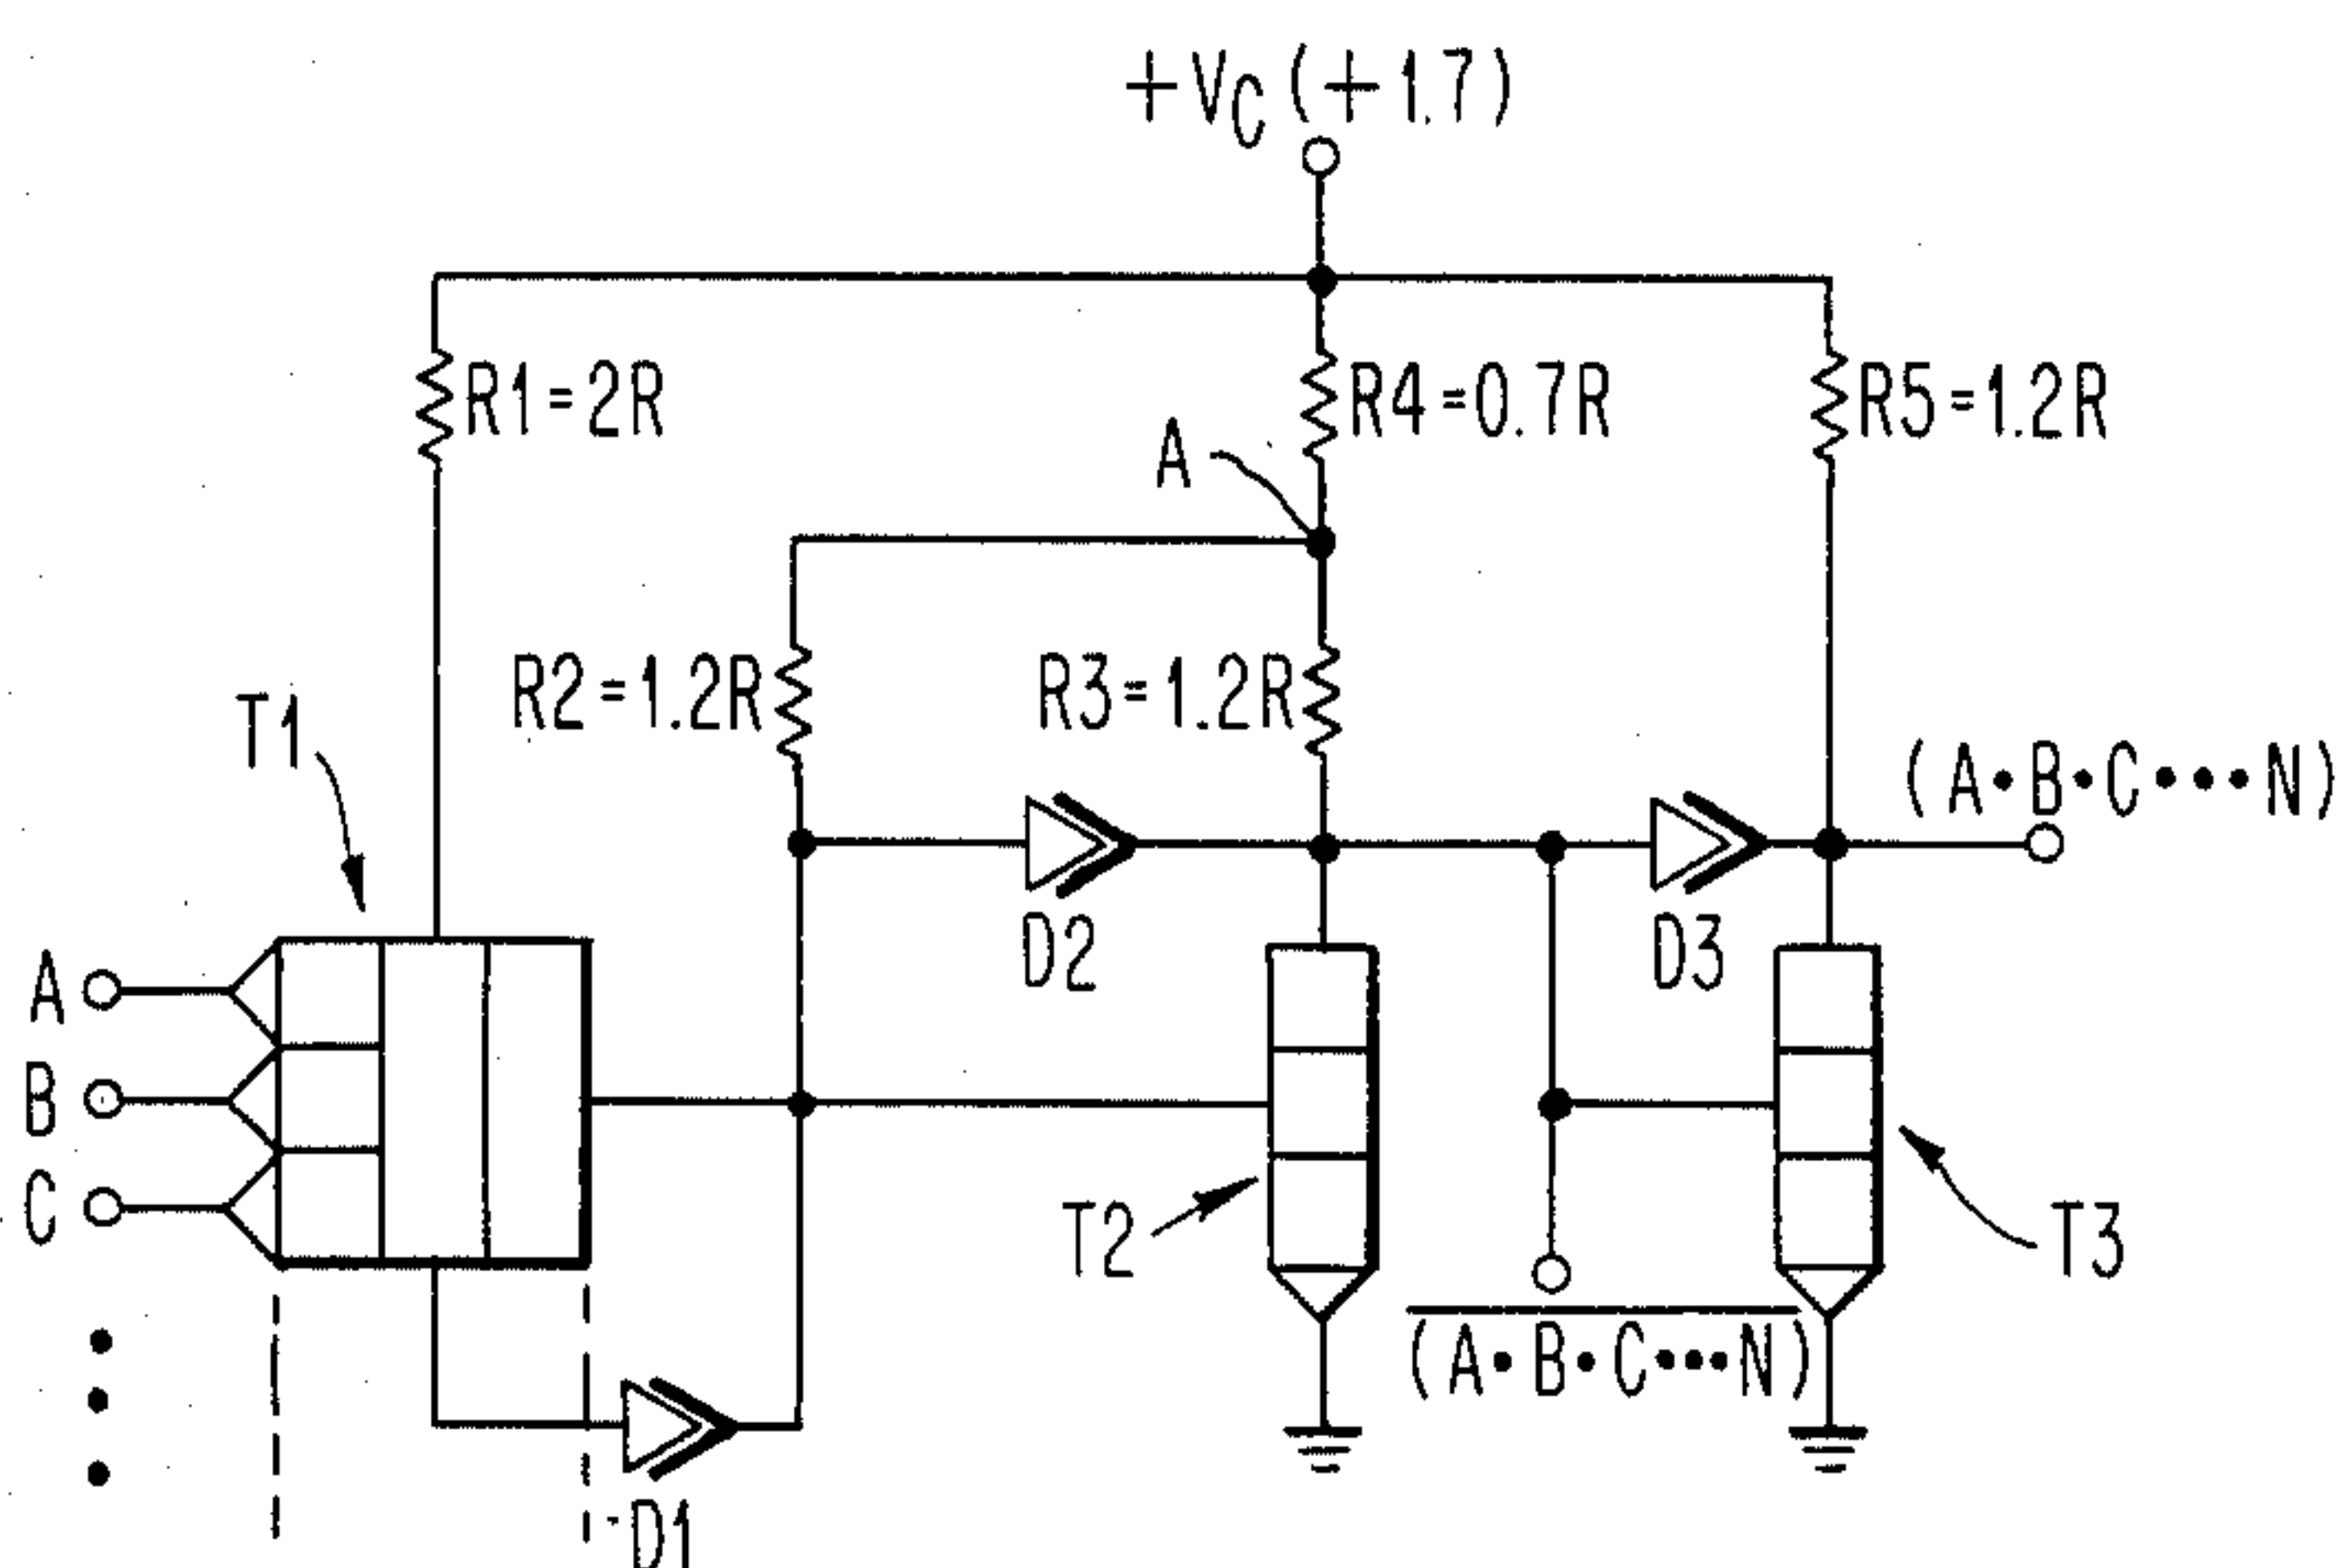 +VC (+1.7)
R1=2R
R4=0.7R
R5=1.2R
A
R2=1.2R
R3=1.2R
T1
(A•B•C•••N)
D2
D3
A
B
C
T2
T3
(A•B•C•••N)
D1